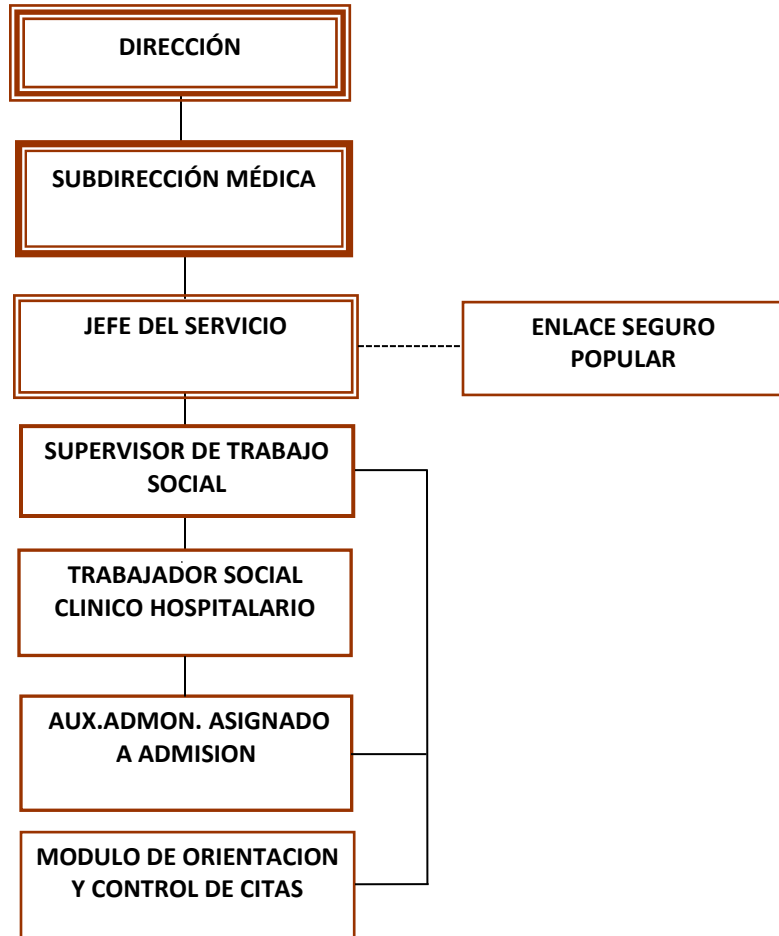 DIRECCIÓN
SUBDIRECCIÓN MÉDICA
JEFE DEL SERVICIO
ENLACE SEGURO
POPULAR
SUPERVISOR DE TRABAJO
SOCIAL
TRABAJADOR SOCIAL
CLINICO HOSPITALARIO
AUX.ADMON. ASIGNADO
A ADMISION
MODULO DE ORIENTACION
Y CONTROL DE CITAS